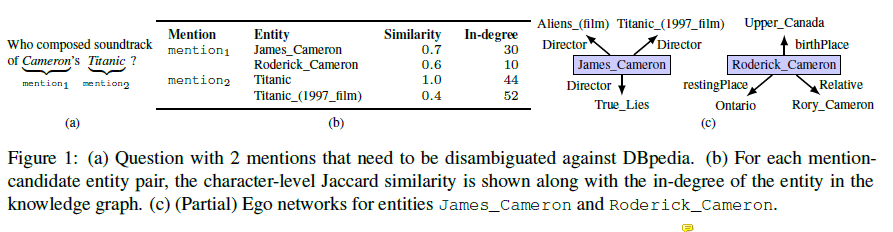 Who composed soundtrack
of Cameron's Titanic ?
mention₁ mention₂
(a)
Mention Entity Similarity In-degree
mention₁ James_Cameron 0.7 30
Roderick_Cameron 0.6 10
mention₂ Titanic 1.0 44
Titanic_(1997_film) 0.4 52
(b)
Aliens_(film) Titanic_(1997_film)
Director Director
James_Cameron
Director
True_Lies
Upper_Canada
birthPlace
Roderick_Cameron
restingPlace Relative
Ontario Rory_Cameron
(c)
Figure 1: (a) Question with 2 mentions that need to be disambiguated against DBpedia. (b) For each mention-
candidate entity pair, the character-level Jaccard similarity is shown along with the in-degree of the entity in the
knowledge graph. (c) (Partial) Ego networks for entities James_Cameron and Roderick_Cameron.